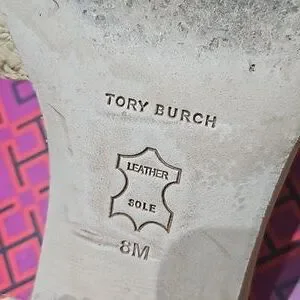 TORY BURCH
LEATHER
SOLE
8M